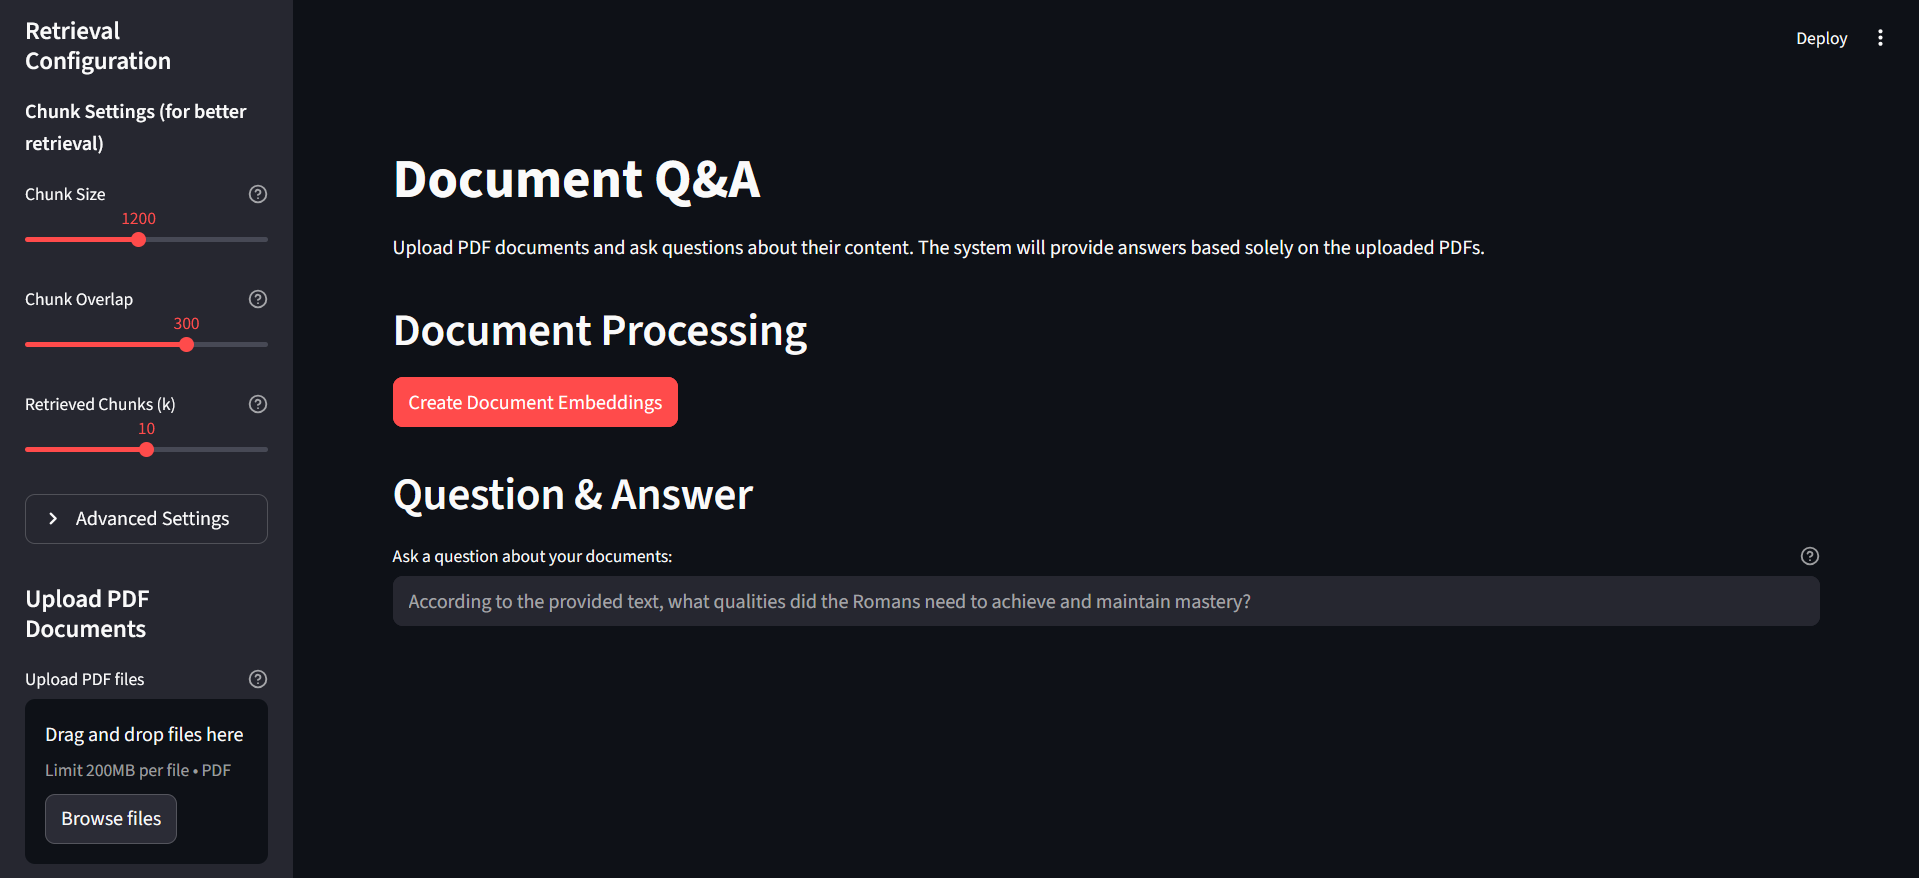 Retrieval
Configuration
Chunk Settings (for better
retrieval)
Chunk Size
1200
Chunk Overlap
300
Retrieved Chunks (k)
10
Advanced Settings
Upload PDF
Documents
Upload PDF files
Drag and drop files here
Limit 200MB per file • PDF
Browse files
Deploy
Document Q&A
Upload PDF documents and ask questions about their content. The system will provide answers based solely on the uploaded PDFs.
Document Processing
Create Document Embeddings
Question & Answer
Ask a question about your documents:
According to the provided text, what qualities did the Romans need to achieve and maintain mastery?